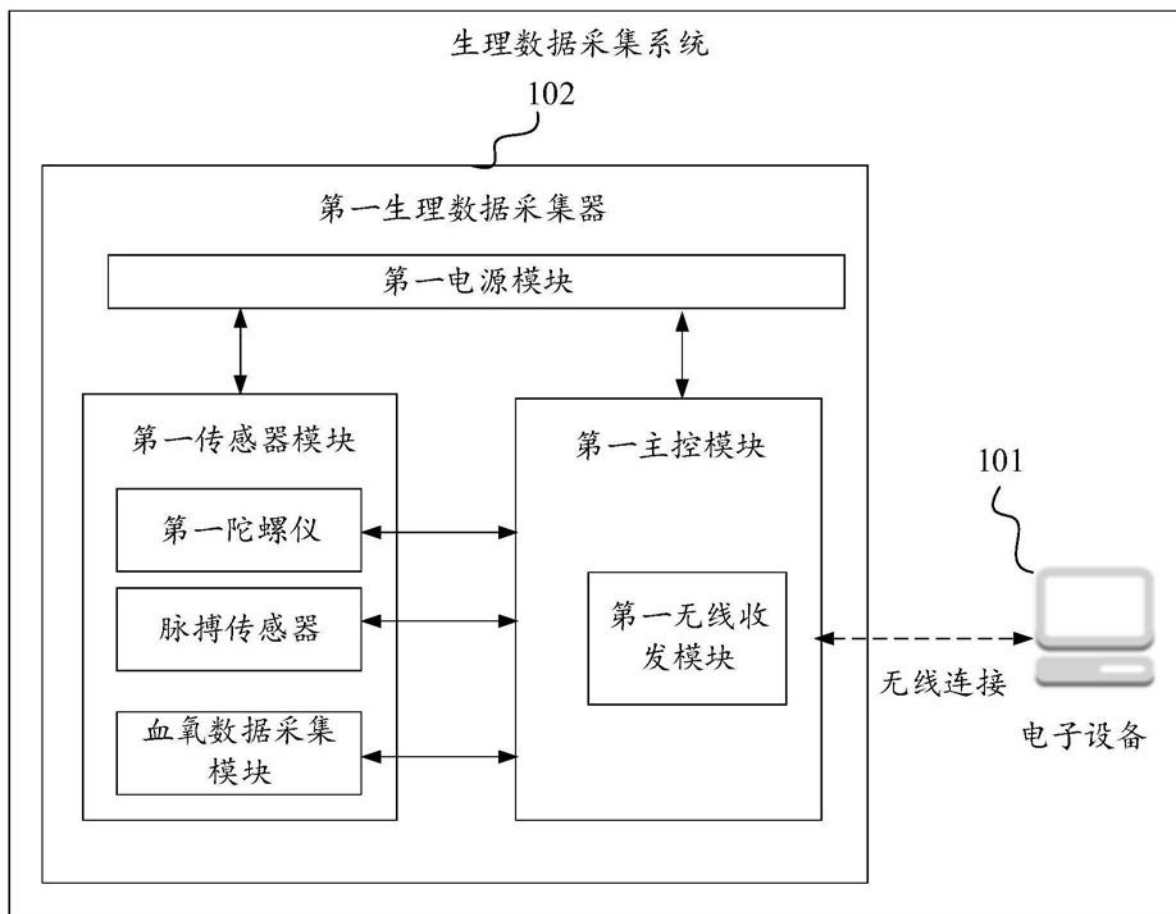 生理数据采集系统
102
第一生理数据采集器
第一电源模块
第一传感器模块
第一陀螺仪
脉搏传感器
血氧数据采集
模块
第一主控模块
第一无线收
发模块
无线连接
101
电子设备